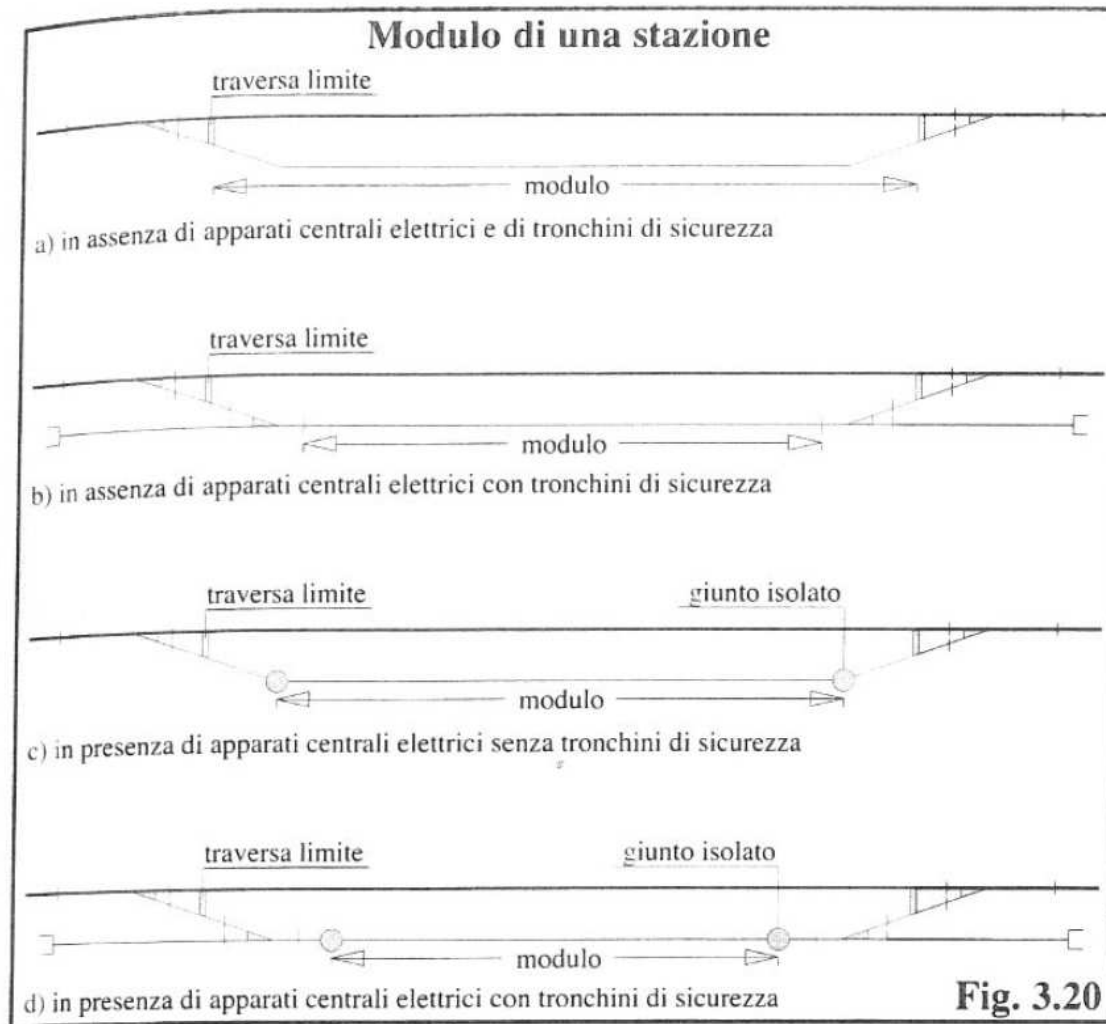 Modulo di una stazione
traversa limite
modulo
a) in assenza di apparati centrali elettrici e di tronchini di sicurezza
traversa limite
modulo
b) in assenza di apparati centrali elettrici con tronchini di sicurezza
traversa limite giunto isolato
modulo
c) in presenza di apparati centrali elettrici senza tronchini di sicurezza
traversa limite giunto isolato
modulo
d) in presenza di apparati centrali elettrici con tronchini di sicurezza Fig. 3.20